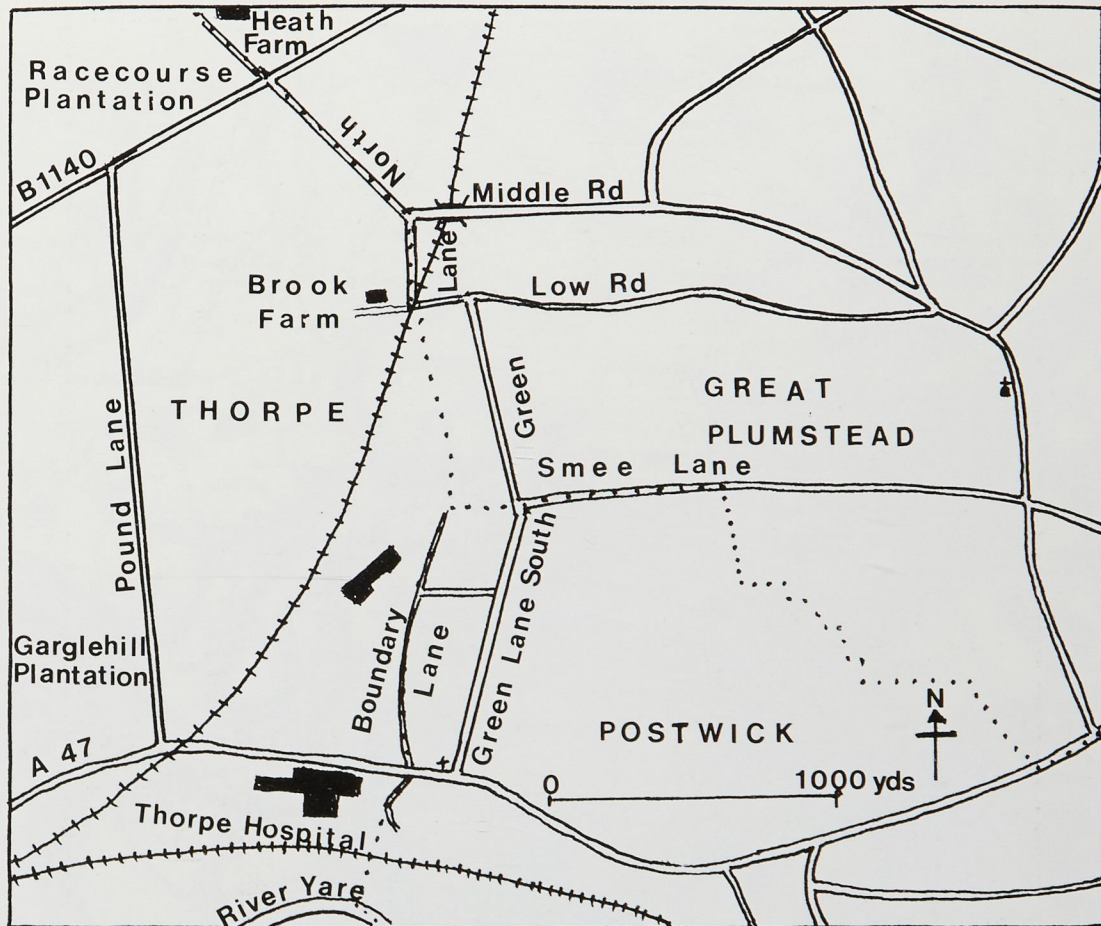 Heath
Farm
Racecourse
Plantation
B1140
North
Middle Rd
Lane
Brook
Farm
Low Rd
THORPE
Green
GREAT
PLUMSTEAD
Pound Lane
Smee Lane
Green Lane South
Boundary
Lane
Garglehill
Plantation
POSTWICK
N
A 47
0 1000 yds
Thorpe Hospital
River Yare